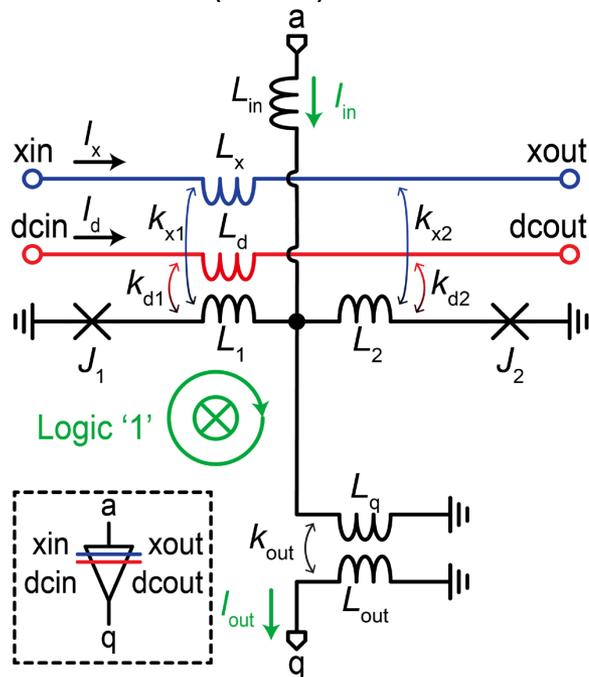 a
Lin
Iin
xin
Ix
Lx
xout
dcin
Id
kx1
Ld
kx2
dcout
kd1
kd2
J1
L1
L2
J2
Logic ‘1’
Lq
kout
Lout
Iout
q
a
xin
xout
dcin
dcout
q